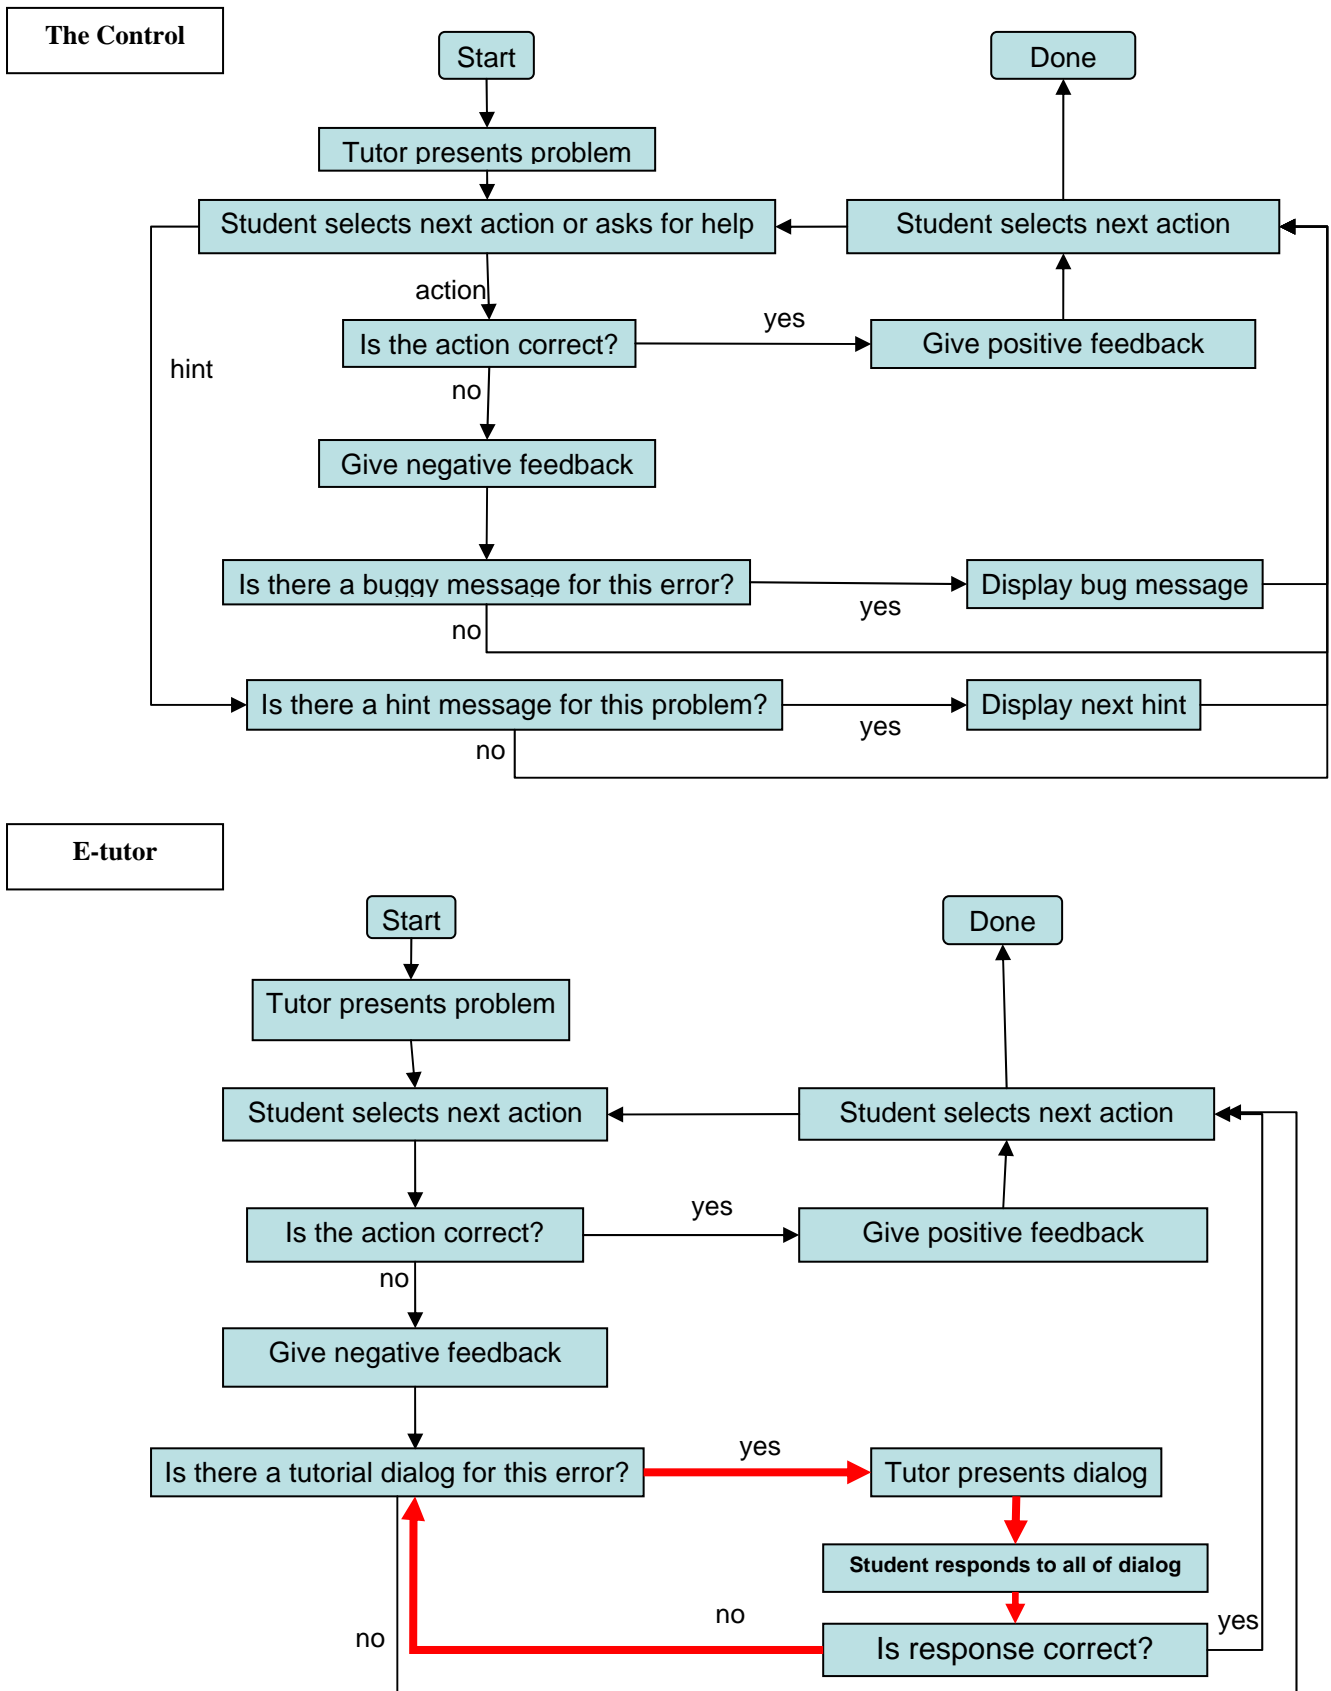 The Control
Start
Done
Tutor presents problem
Student selects next action or asks for help
Student selects next action
action
Is the action correct?
yes
Give positive feedback
hint
no
Give negative feedback
Is there a buggy message for this error?
yes
Display bug message
no
Is there a hint message for this problem?
yes
Display next hint
no
E-tutor
Start
Done
Tutor presents problem
Student selects next action
Student selects next action
Is the action correct?
yes
Give positive feedback
no
Give negative feedback
Is there a tutorial dialog for this error?
yes
Tutor presents dialog
Student responds to all of dialog
no
Is response correct?
yes
no